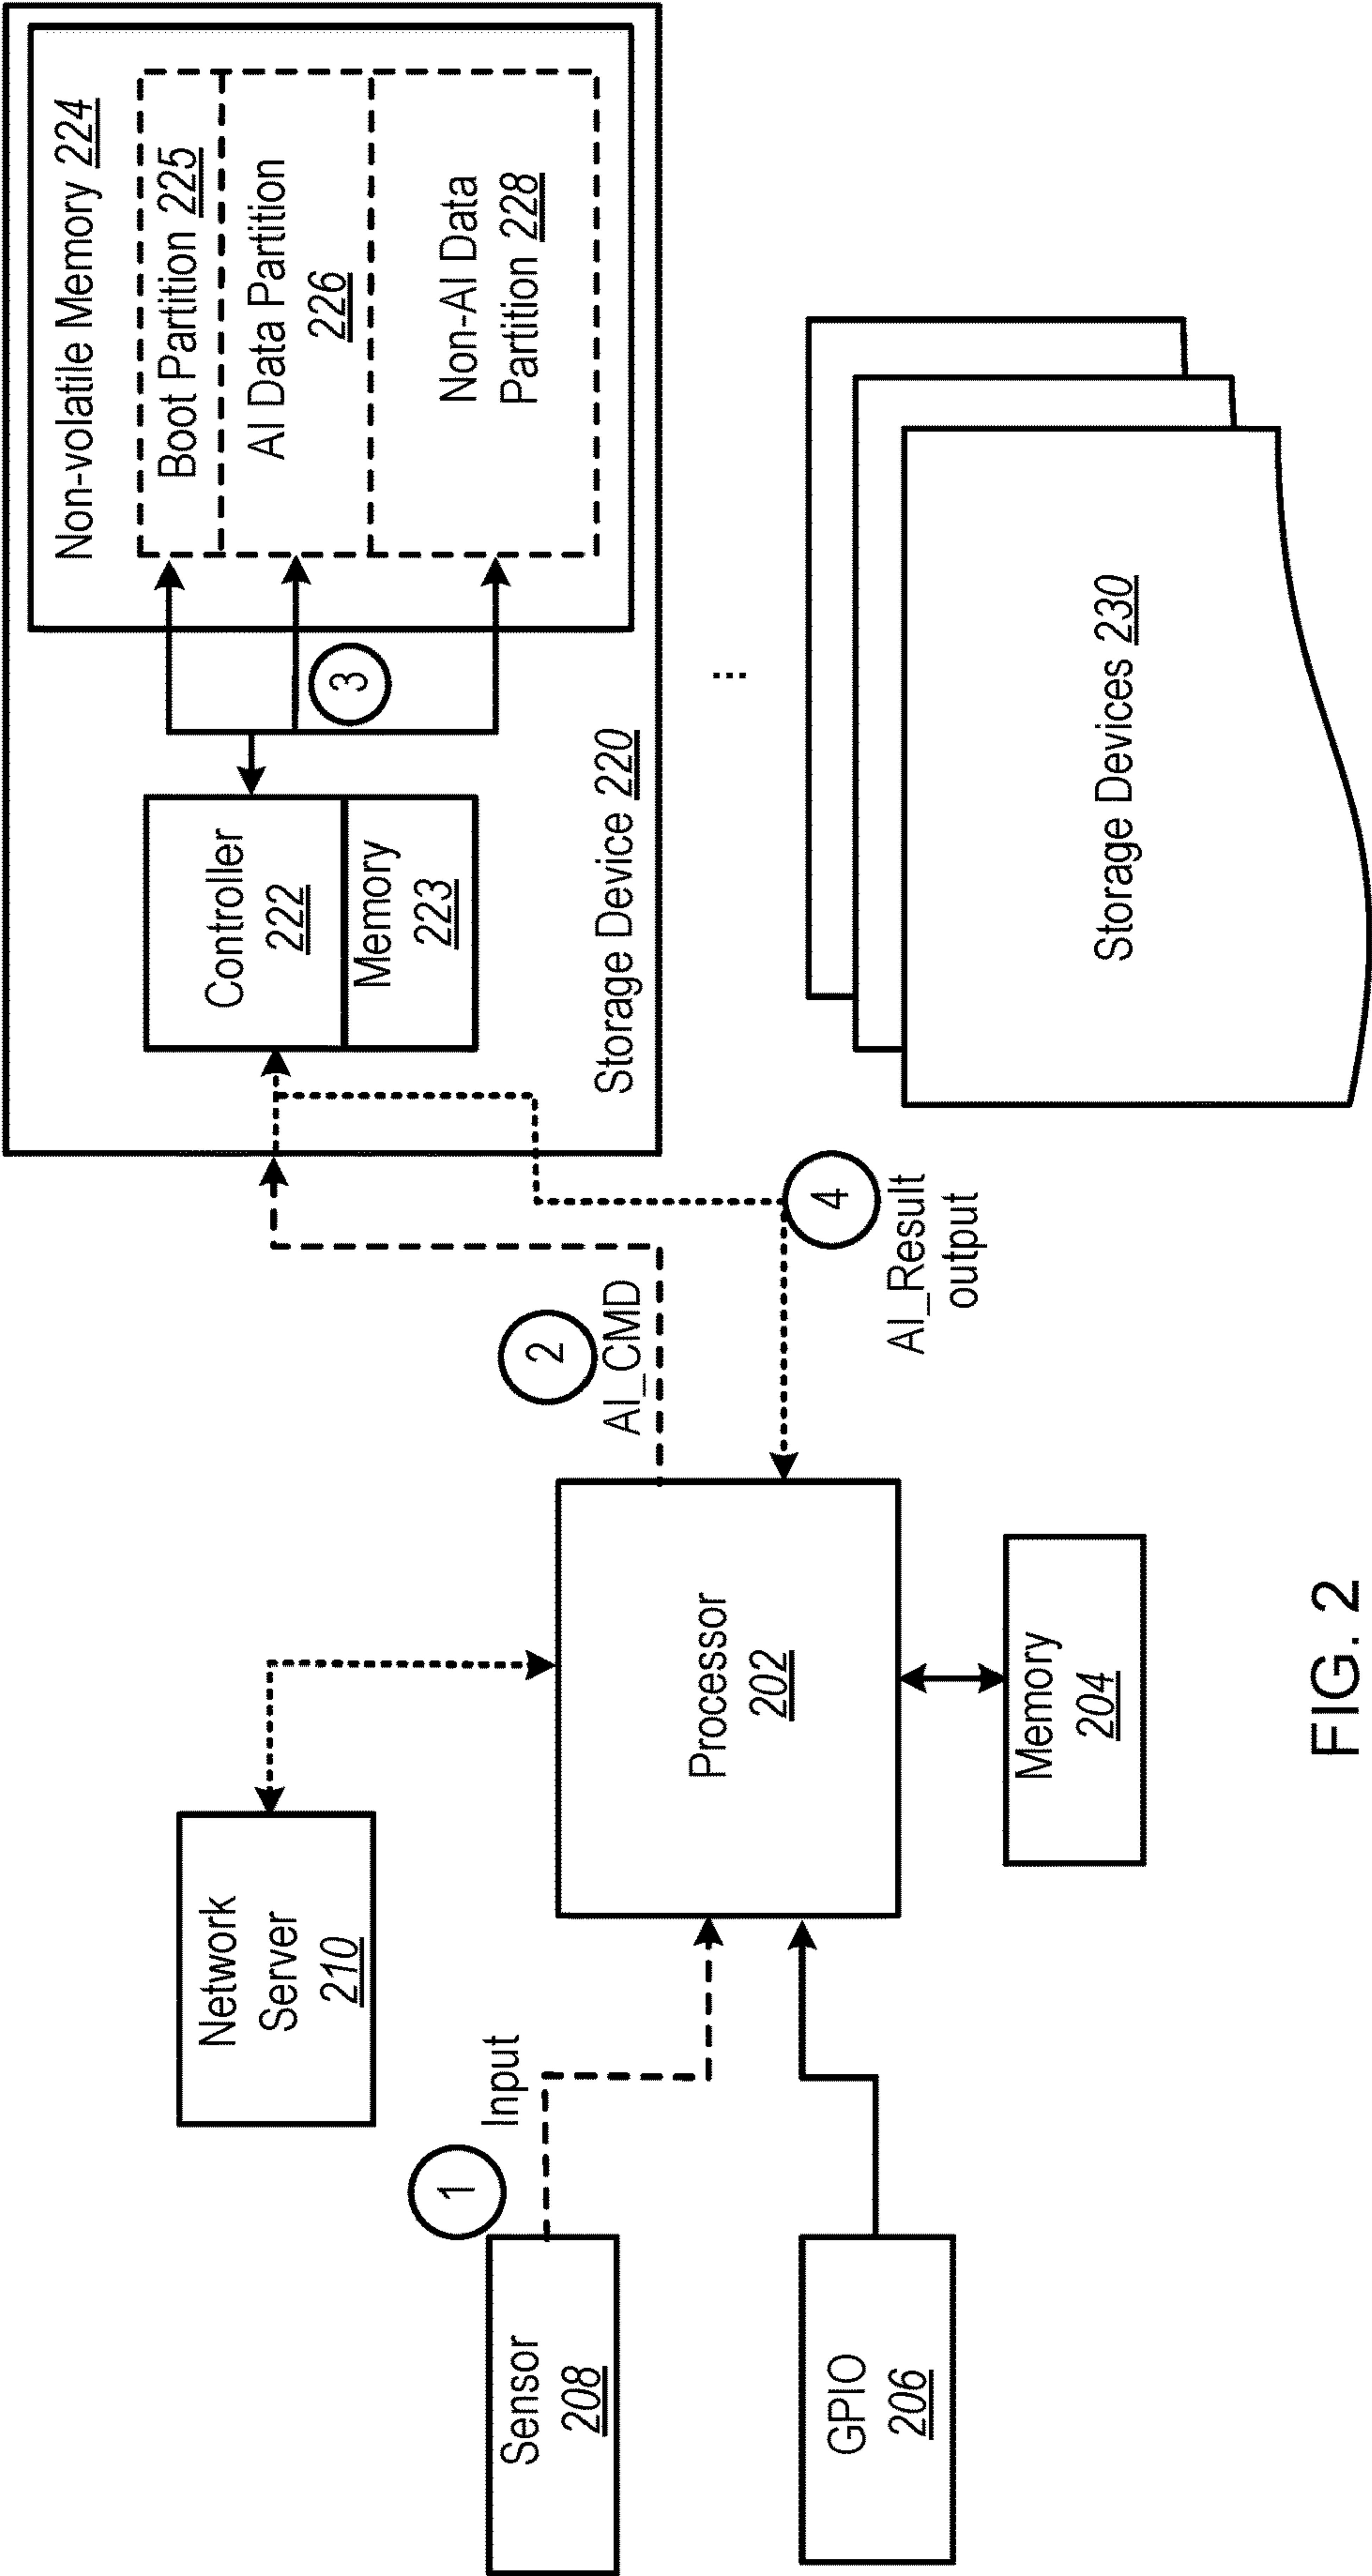 Network
Server
210
Sensor
208
1
Input
GPIO
206
Processor
202
Memory
204
2
AI_CMD
4
AI_Result
output
Controller
222
Memory
223
Storage Device 220
3
Non-volatile Memory 224
Boot Partition 225
AI Data Partition
226
Non-AI Data
Partition 228
...
Storage Devices 230
FIG. 2